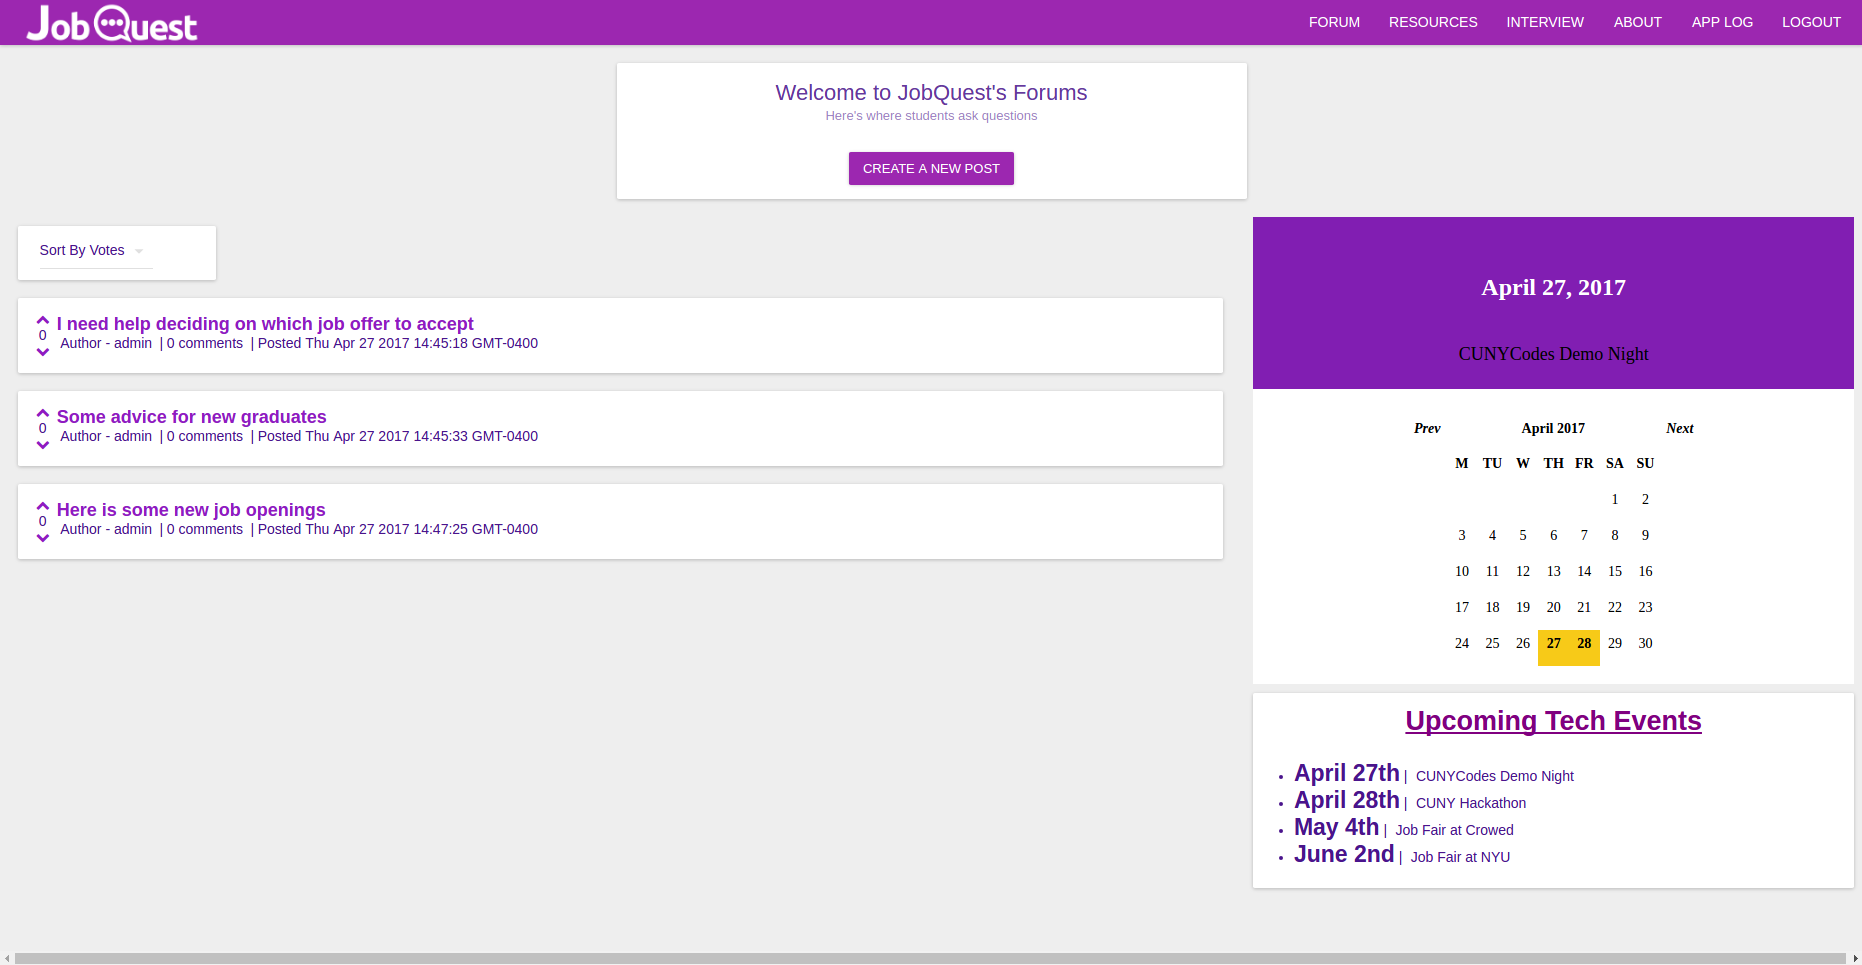 JobQuest
FORUM RESOURCES INTERVIEW ABOUT APP LOG LOGOUT
Welcome to JobQuest's Forums
Here's where students ask questions
CREATE A NEW POST
Sort By Votes
I need help deciding on which job offer to accept
0
Author - admin | 0 comments | Posted Thu Apr 27 2017 14:45:18 GMT-0400
Some advice for new graduates
0
Author - admin | 0 comments | Posted Thu Apr 27 2017 14:45:33 GMT-0400
Here is some new job openings
0
Author - admin | 0 comments | Posted Thu Apr 27 2017 14:47:25 GMT-0400
April 27, 2017
CUNYCodes Demo Night
Prev April 2017 Next
M TU W TH FR SA SU
1 2
3 4 5 6 7 8 9
10 11 12 13 14 15 16
17 18 19 20 21 22 23
24 25 26 27 28 29 30
Upcoming Tech Events
• April 27th | CUNYCodes Demo Night
• April 28th | CUNY Hackathon
• May 4th | Job Fair at Crowed
• June 2nd | Job Fair at NYU